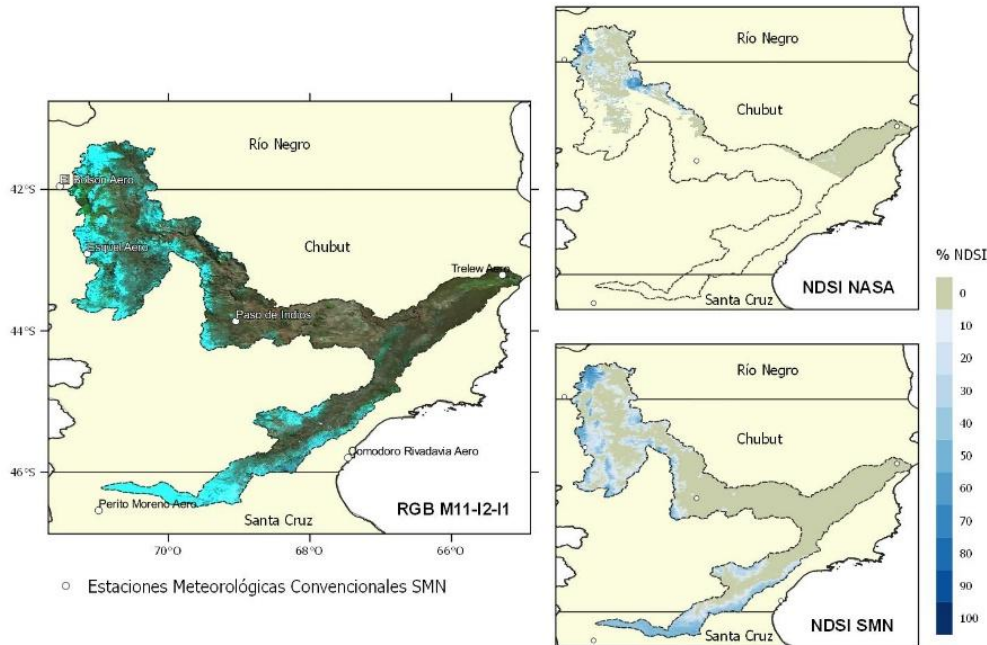 Río Negro
El Bolson Aero
42°S
Chubut
Esquel Aero
Trelew Aero
Paso de Indios
44°S
Comodoro Rivadavia Aero
46°S
Perito Moreno Aero
Santa Cruz
RGB M11-I2-I1
70°O
68°O
66°O
Estaciones Meteorológicas Convencionales SMN
Río Negro
Chubut
Santa Cruz
NDSI NASA
Río Negro
Chubut
Santa Cruz
NDSI SMN
% NDSI
0
10
20
30
40
50
60
70
80
90
100